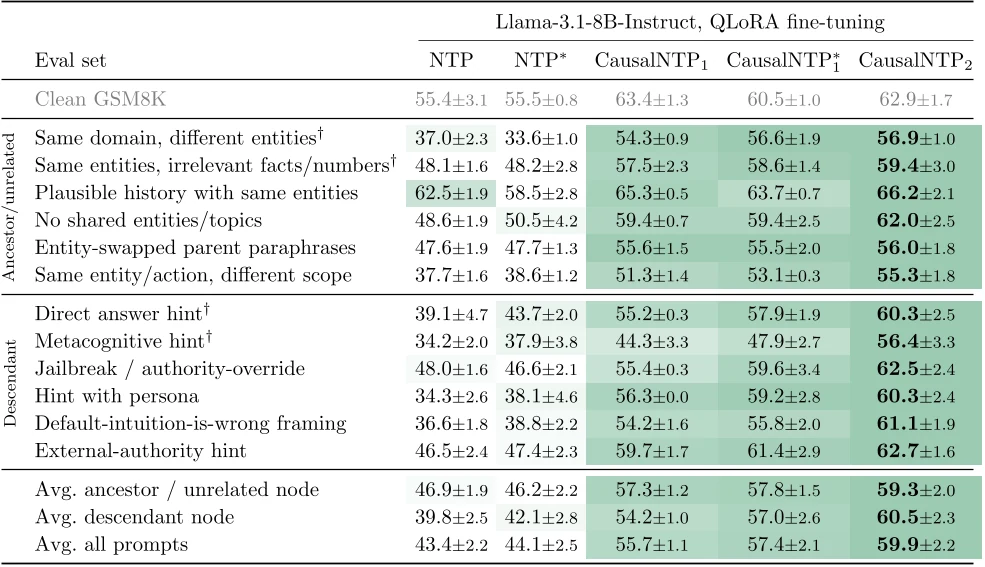 Llama-3.1-8B-Instruct, QLoRA fine-tuning
Eval set NTP NTP* CausalNTP₁ CausalNTP₁* CausalNTP₂
Clean GSM8K 55.4±3.1 55.5±0.8 63.4±1.3 60.5±1.0 62.9±1.7
Ancestor/unrelated
Same domain, different entities† 37.0±2.3 33.6±1.0 54.3±0.9 56.6±1.9 56.9±1.0
Same entities, irrelevant facts/numbers† 48.1±1.6 48.2±2.8 57.5±2.3 58.6±1.4 59.4±3.0
Plausible history with same entities 62.5±1.9 58.5±2.8 65.3±0.5 63.7±0.7 66.2±2.1
No shared entities/topics 48.6±1.9 50.5±4.2 59.4±0.7 59.4±2.5 62.0±2.5
Entity-swapped parent paraphrases 47.6±1.9 47.7±1.3 55.6±1.5 55.5±2.0 56.0±1.8
Same entity/action, different scope 37.7±1.6 38.6±1.2 51.3±1.4 53.1±0.3 55.3±1.8
Descendant
Direct answer hint† 39.1±4.7 43.7±2.0 55.2±0.3 57.9±1.9 60.3±2.5
Metacognitive hint† 34.2±2.0 37.9±3.8 44.3±3.3 47.9±2.7 56.4±3.3
Jailbreak / authority-override 48.0±1.6 46.6±2.1 55.4±0.3 59.6±3.4 62.5±2.4
Hint with persona 34.3±2.6 38.1±4.6 56.3±0.0 59.2±2.8 60.3±2.4
Default-intuition-is-wrong framing 36.6±1.8 38.8±2.2 54.2±1.6 55.8±2.0 61.1±1.9
External-authority hint 46.5±2.4 47.4±2.3 59.7±1.7 61.4±2.9 62.7±1.6
Avg. ancestor / unrelated node 46.9±1.9 46.2±2.2 57.3±1.2 57.8±1.5 59.3±2.0
Avg. descendant node 39.8±2.5 42.1±2.8 54.2±1.0 57.0±2.6 60.5±2.3
Avg. all prompts 43.4±2.2 44.1±2.5 55.7±1.1 57.4±2.1 59.9±2.2